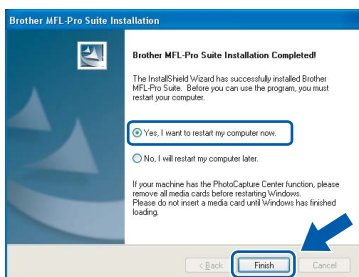 Brother MFL-Pro Suite Installation
Brother MFL-Pro Suite Installation Completed!
The InstallShield Wizard has successfully installed Brother
MFL-Pro Suite. Before you can use the program, you must
restart your computer.
Yes, I want to restart my computer now.
No, I will restart my computer later.
If your machine has the PhotoCapture Center function, please
remove all media cards before restarting Windows.
Please do not insert a media card until Windows has finished
loading.
< Back
Finish
Cancel